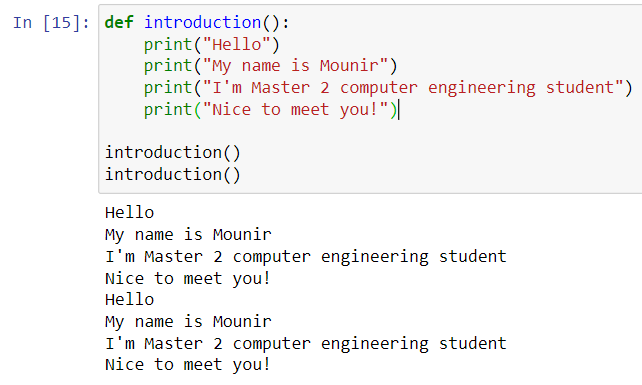 In [15]: def introduction():
    print("Hello")
    print("My name is Mounir")
    print("I'm Master 2 computer engineering student")
    print("Nice to meet you!")

introduction()
introduction()
Hello
My name is Mounir
I'm Master 2 computer engineering student
Nice to meet you!
Hello
My name is Mounir
I'm Master 2 computer engineering student
Nice to meet you!